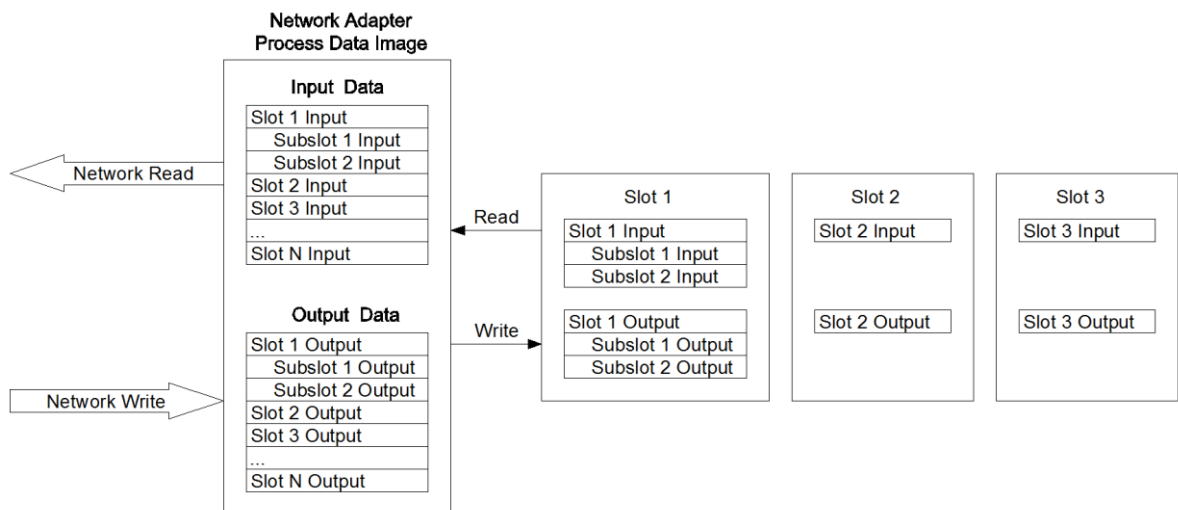 Network Adapter
Process Data Image
Input Data
Slot 1 Input
Subslot 1 Input
Subslot 2 Input
Slot 2 Input
Slot 3 Input
...
Slot N Input
Output Data
Slot 1 Output
Subslot 1 Output
Subslot 2 Output
Slot 2 Output
Slot 3 Output
...
Slot N Output
Network Read
Network Write
Read
Write
Slot 1
Slot 1 Input
Subslot 1 Input
Subslot 2 Input
Slot 1 Output
Subslot 1 Output
Subslot 2 Output
Slot 2
Slot 2 Input
Slot 2 Output
Slot 3
Slot 3 Input
Slot 3 Output